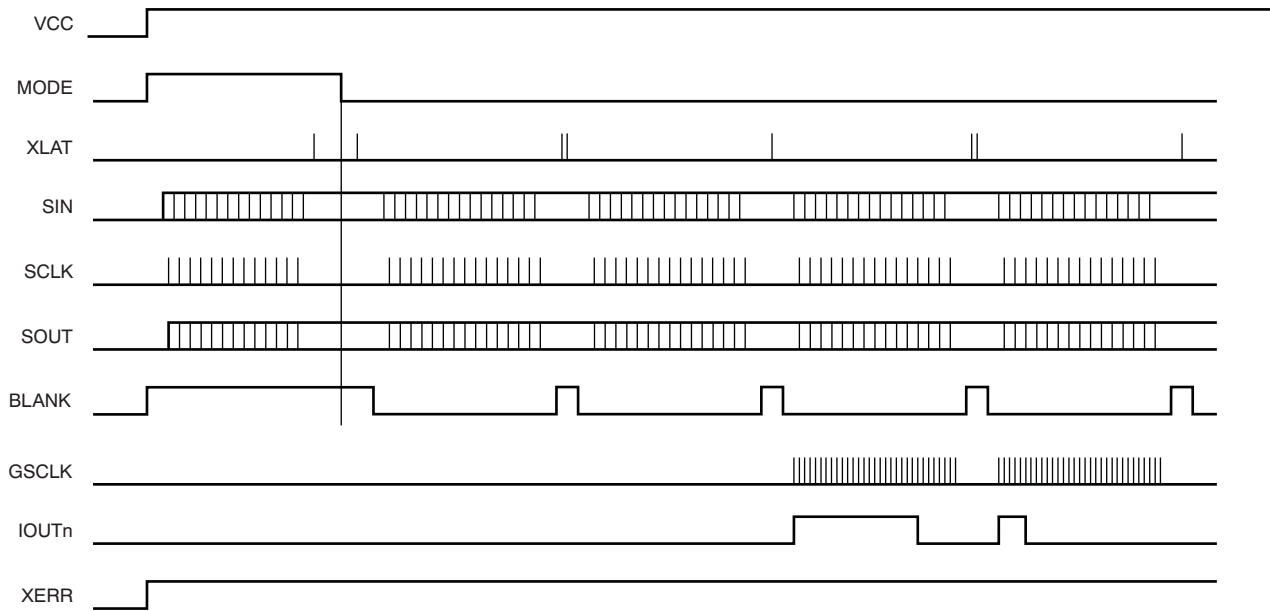 VCC
MODE
XLAT
SIN
SCLK
SOUT
BLANK
GSCLK
IOUTn
XERR